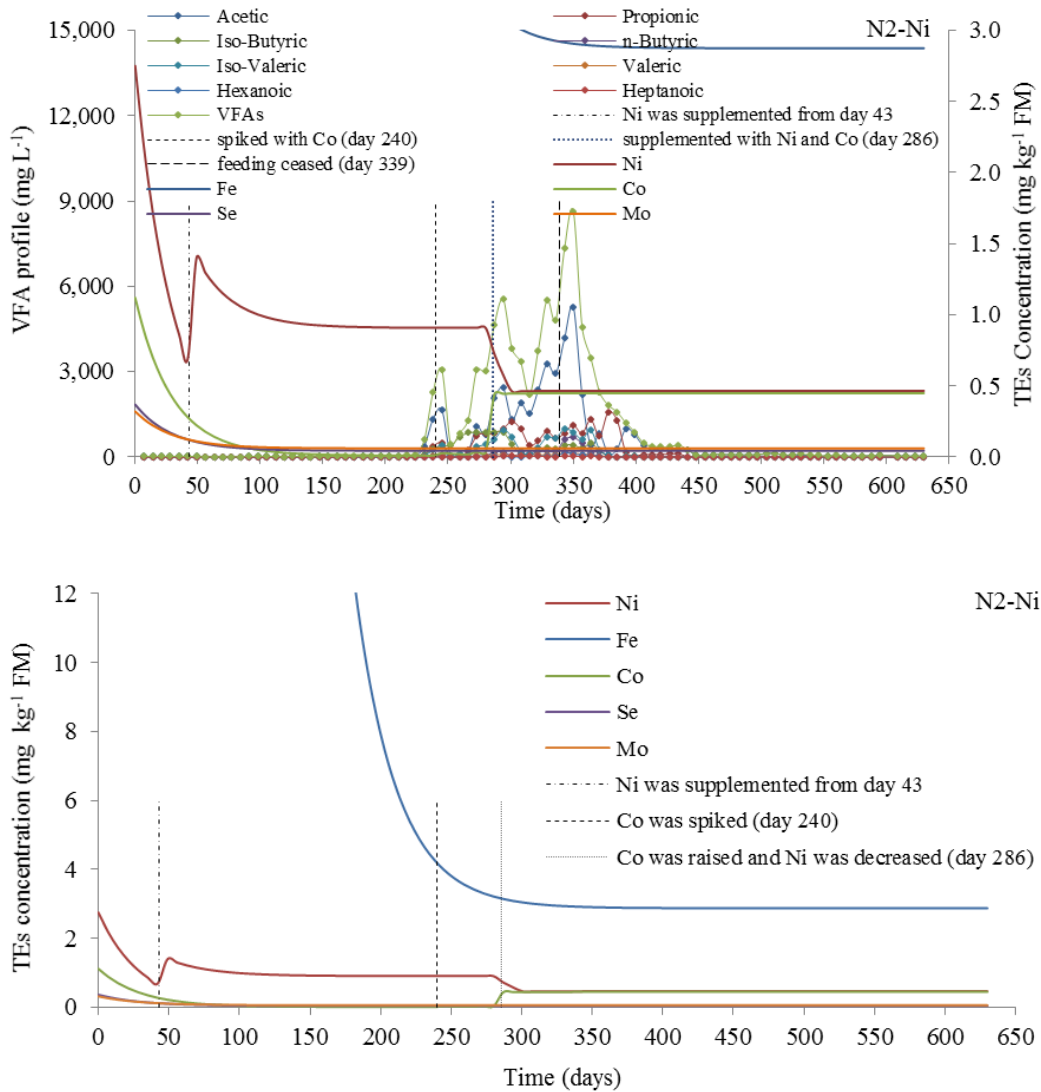 N2-Ni
Acetic
Propionic
Iso-Butyric
n-Butyric
Iso-Valeric
Valeric
Hexanoic
Heptanoic
VFAs
Ni was supplemented from day 43
spiked with Co (day 240)
supplemented with Ni and Co (day 286)
feeding ceased (day 339)
Ni
Fe
Co
Se
Mo
VFA profile (mg L⁻¹)
15,000
12,000
9,000
6,000
3,000
0
TEs Concentration (mg kg⁻¹ FM)
3.0
2.5
2.0
1.5
1.0
0.5
0.0
0 50 100 150 200 250 300 350 400 450 500 550 600 650
Time (days)
N2-Ni
TEs concentration (mg kg⁻¹ FM)
12
10
8
6
4
2
0
Ni
Fe
Co
Se
Mo
Ni was supplemented from day 43
Co was spiked (day 240)
Co was raised and Ni was decreased (day 286)
0 50 100 150 200 250 300 350 400 450 500 550 600 650
Time (days)